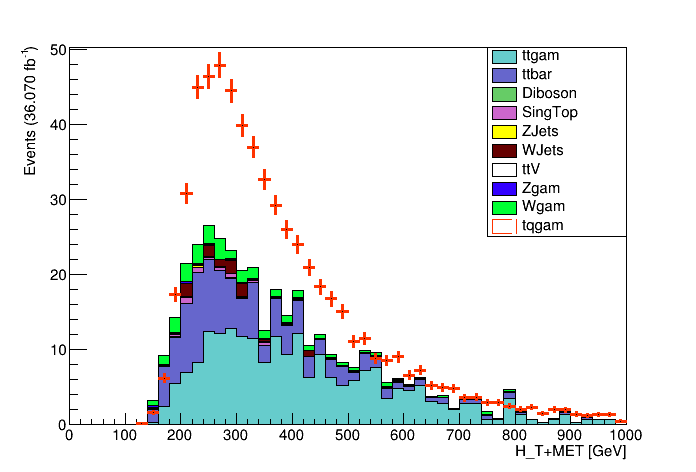 Events (36.070 fb⁻¹)
50
40
30
20
10
0
0 100 200 300 400 500 600 700 800 900 1000
H_T+MET [GeV]
ttgam
ttbar
Diboson
SingTop
ZJets
WJets
ttV
Zgam
Wgam
tqgam